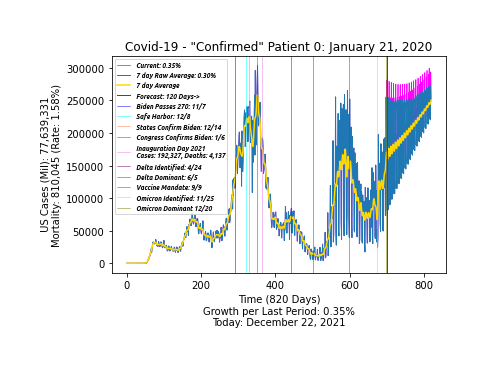 Covid-19 - "Confirmed" Patient 0: January 21, 2020
US Cases (Mil): 77,639,331
Mortality: 810,045 (Rate: 1.58%)
300000
250000
200000
150000
100000
50000
0
Current: 0.35%
7 day Raw Average: 0.30%
7 day Average
Forecast: 120 Days->
Biden Passes 270: 11/7
Safe Harbor: 12/8
States Confirm Biden: 12/14
Congress Confirms Biden: 1/6
Inauguration Day 2021
Cases: 192,327, Deaths: 4,137
Delta Identified: 4/24
Delta Dominant: 6/5
Vaccine Mandate: 9/9
Omicron Identified: 11/25
Omicron Dominant 12/20
0 200 400 600 800
Time (820 Days)
Growth per Last Period: 0.35%
Today: December 22, 2021